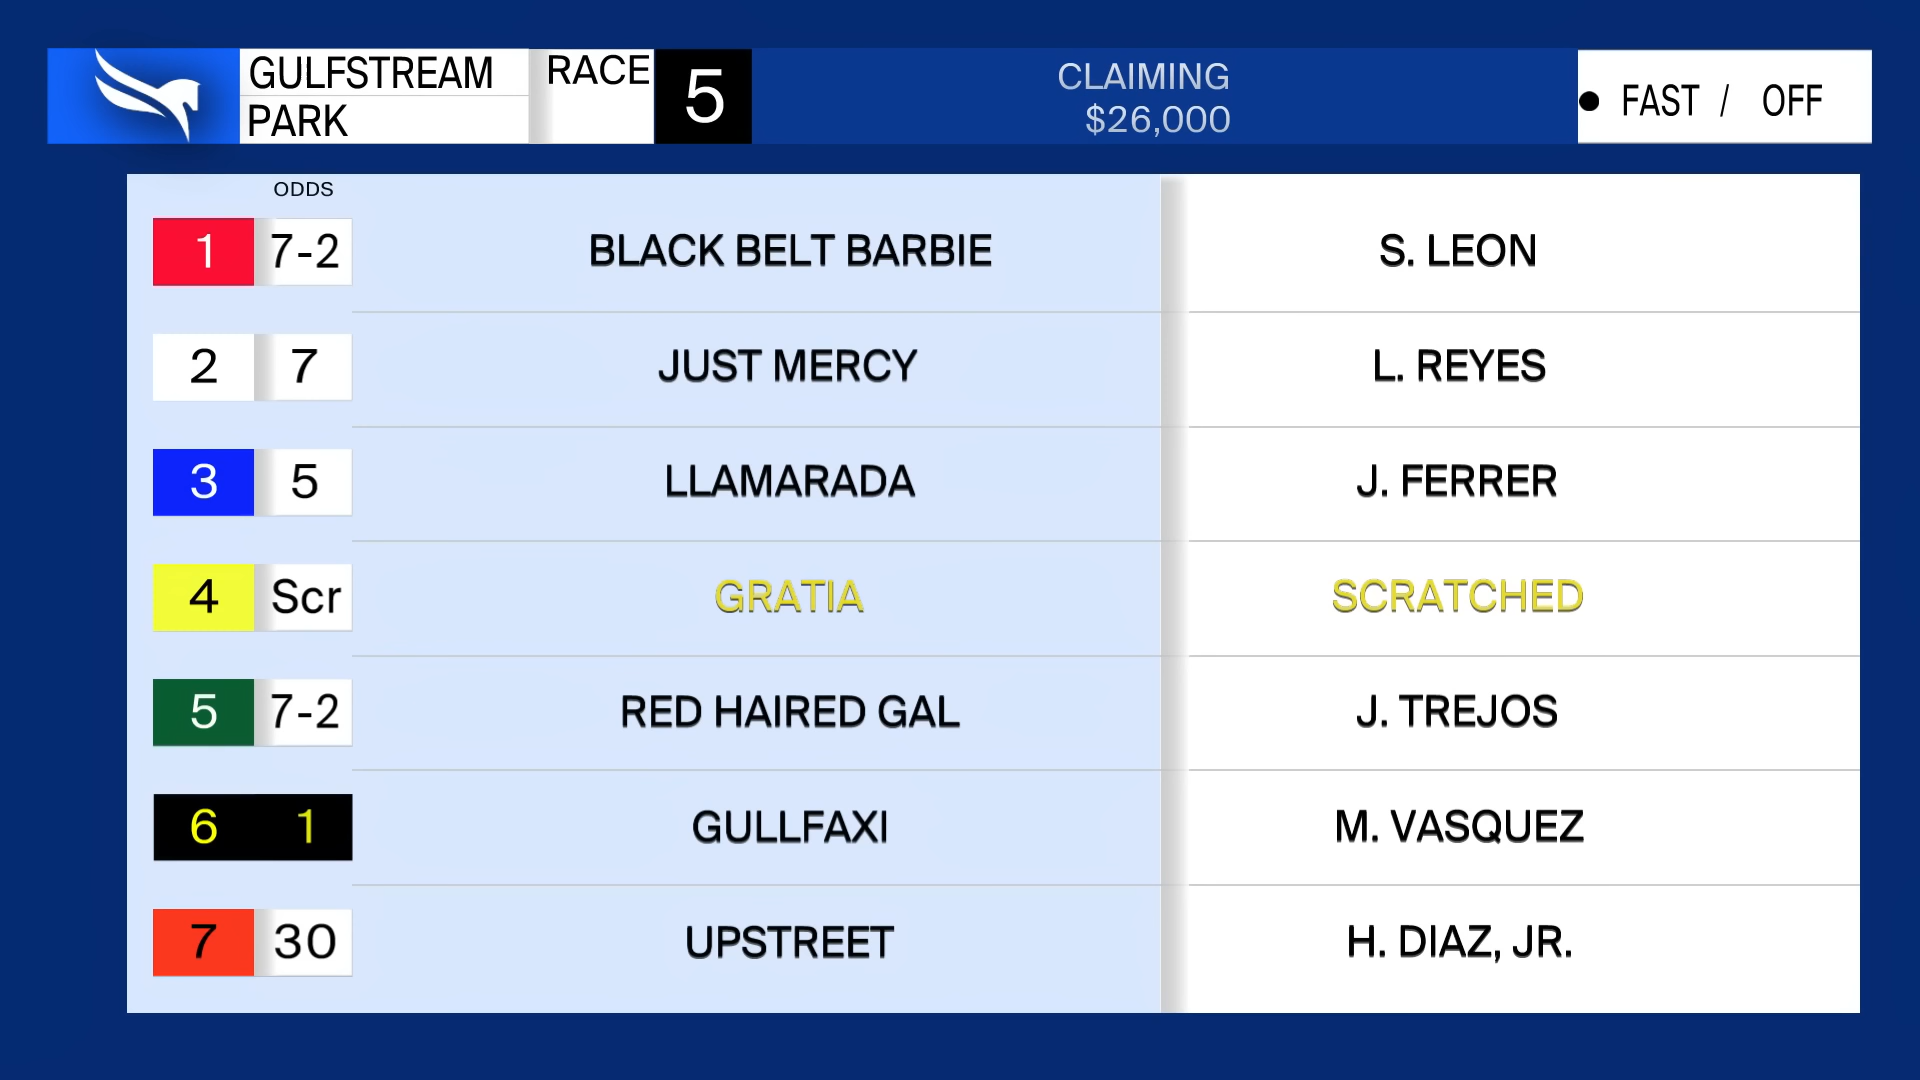 GULFSTREAM
PARK
RACE
5
CLAIMING
$26,000
FAST / OFF
ODDS
1 7-2 BLACK BELT BARBIE S. LEON
2 7 JUST MERCY L. REYES
3 5 LLAMARADA J. FERRER
4 Scr GRATIA SCRATCHED
5 7-2 RED HAIRED GAL J. TREJOS
6 1 GULLFAXI M. VASQUEZ
7 30 UPSTREET H. DIAZ, JR.